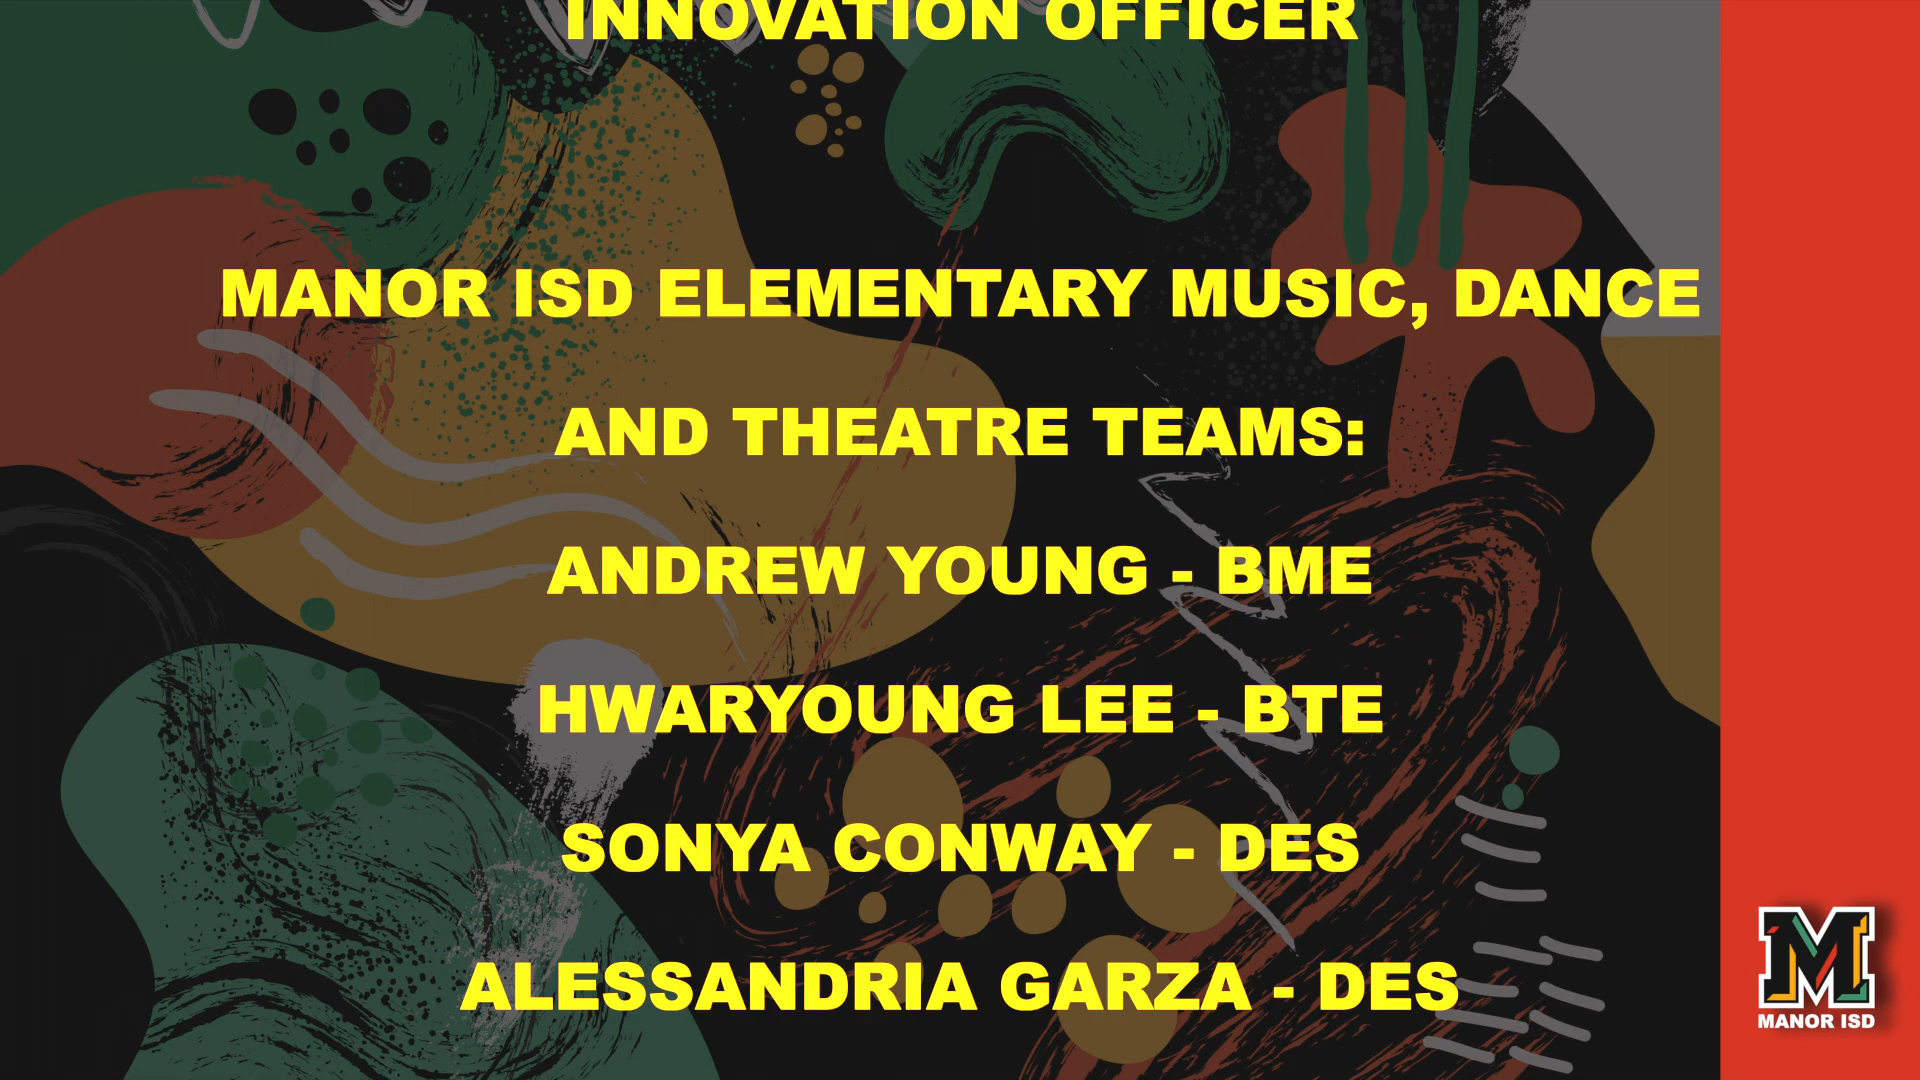 INNOVATION OFFICER
MANOR ISD ELEMENTARY MUSIC, DANCE
AND THEATRE TEAMS:
ANDREW YOUNG - BME
HWARYOUNG LEE - BTE
SONYA CONWAY - DES
ALESSANDRIA GARZA - DES
M
MANOR ISD